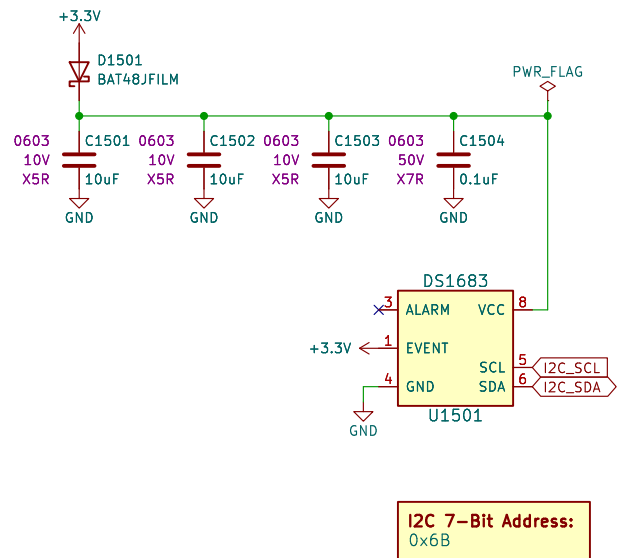 +3.3V
D1501
BAT48JFILM
PWR_FLAG
0603 C1501 0603 C1502 0603 C1503 0603 C1504
10V 10V 10V 50V
X5R 10uF X5R 10uF X5R 10uF X7R 0.1uF
GND GND GND GND
DS1683
3 ALARM VCC 8
+3.3V 1 EVENT
SCL 5 I2C_SCL
4 GND SDA 6 I2C_SDA
U1501
GND
I2C 7-Bit Address:
0x6B